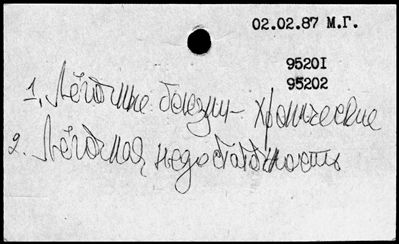 02.02.87 М.Г.
95201
95202
1, Лёгочные болезни - хронические
2. Лёгочная недостаточность